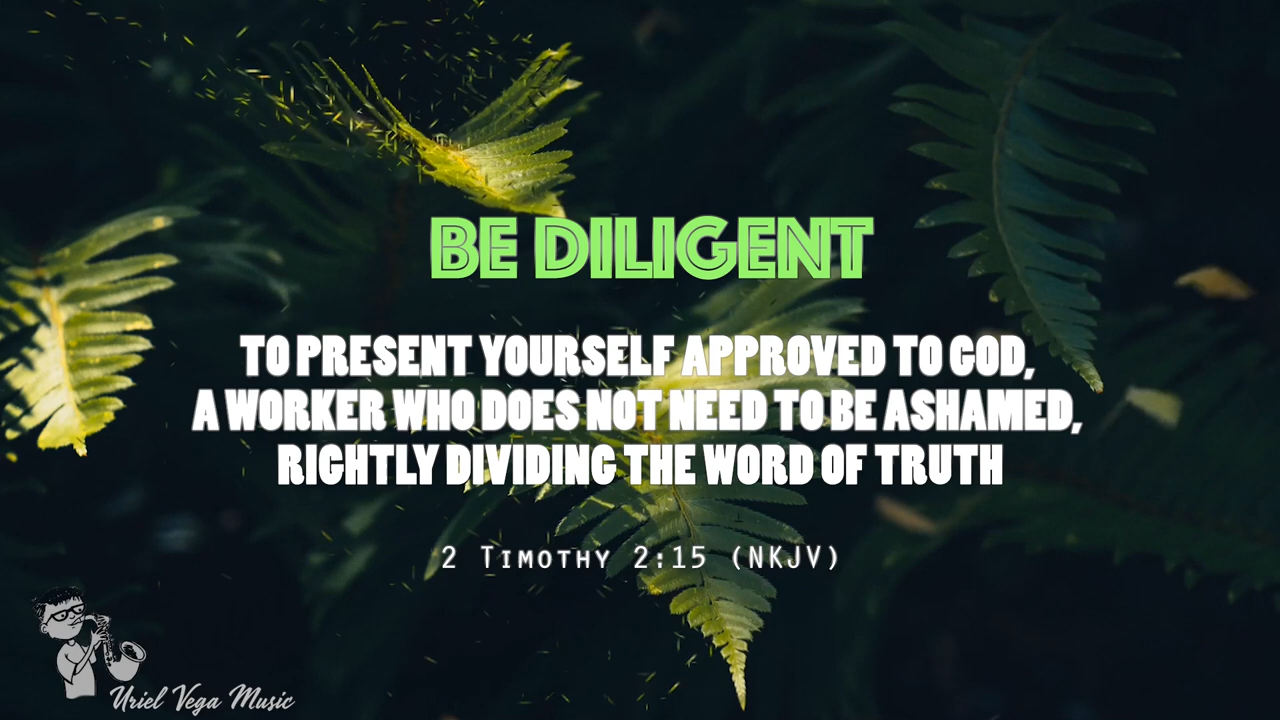 BE DILIGENT
TO PRESENT YOURSELF APPROVED TO GOD,
A WORKER WHO DOES NOT NEED TO BE ASHAMED,
RIGHTLY DIVIDING THE WORD OF TRUTH
2 Timothy 2:15 (NKJV)
Uriel Vega Music